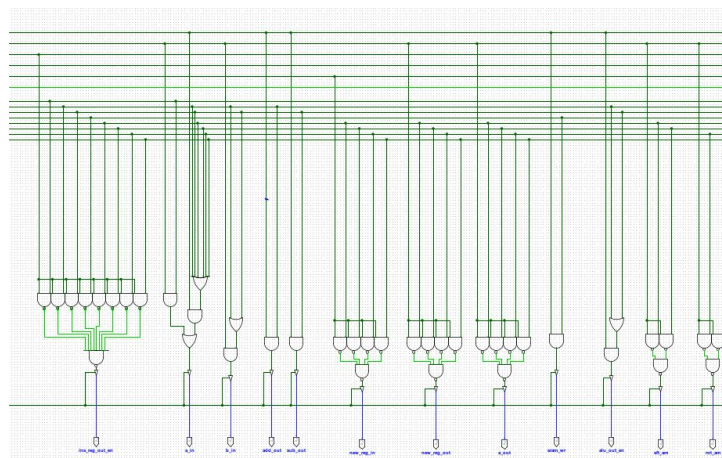 ins_reg_out_en
a_in
b_in
add_out
sub_out
new_reg_in
new_reg_out
a_out
alu_out_en